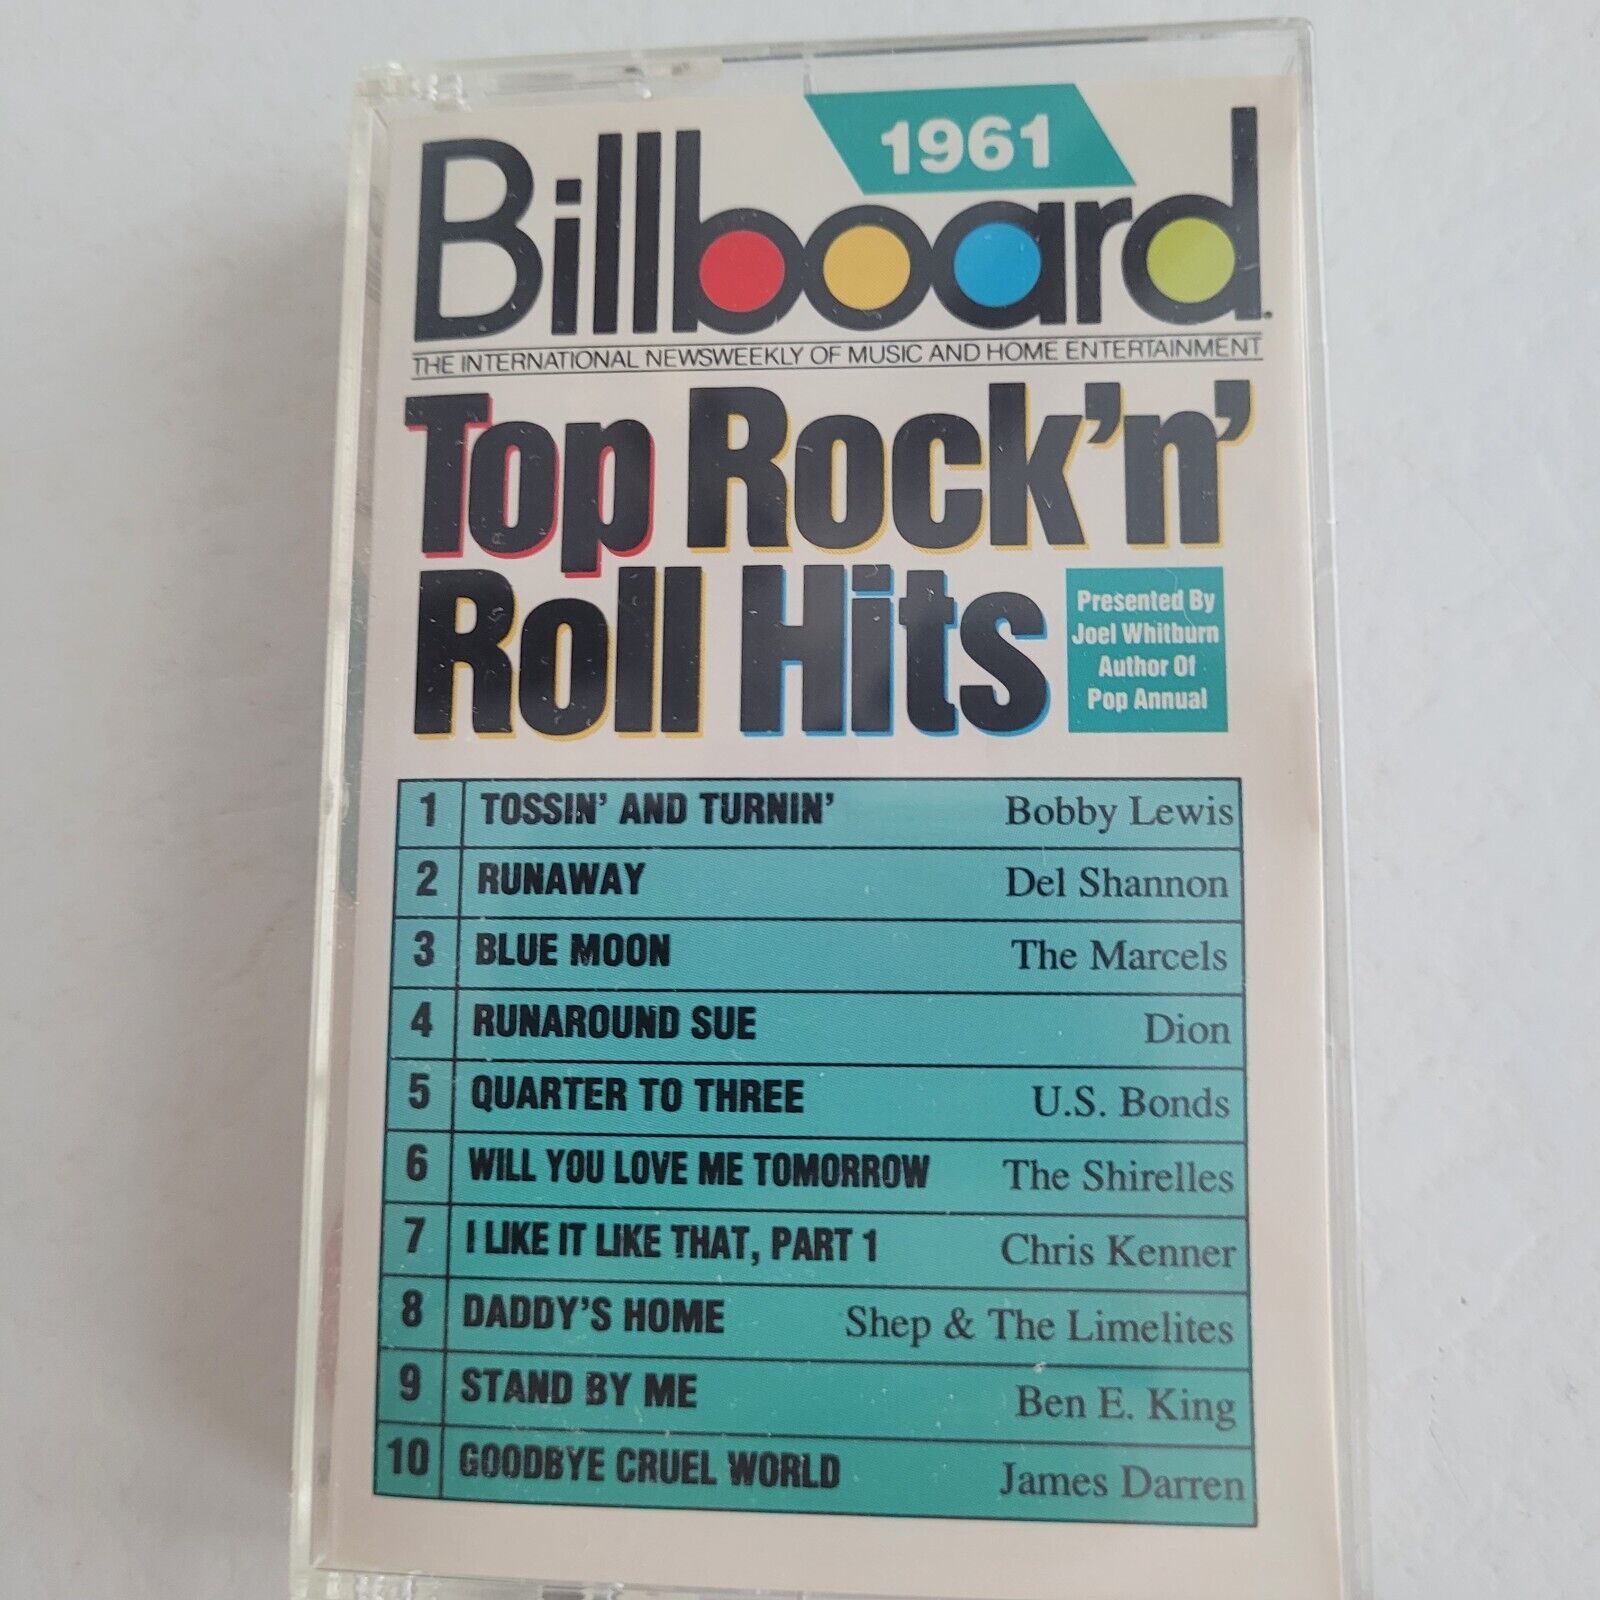 1961
Billboard
THE INTERNATIONAL NEWSWEEKLY OF MUSIC AND HOME ENTERTAINMENT
Top Rock'n'
Roll Hits
Presented By
Joel Whitburn
Author Of
Pop Annual
1 TOSSIN' AND TURNIN' Bobby Lewis
2 RUNAWAY Del Shannon
3 BLUE MOON The Marcels
4 RUNAROUND SUE Dion
5 QUARTER TO THREE U.S. Bonds
6 WILL YOU LOVE ME TOMORROW The Shirelles
7 I LIKE IT LIKE THAT, PART 1 Chris Kenner
8 DADDY'S HOME Shep & The Limelites
9 STAND BY ME Ben E. King
10 GOODBYE CRUEL WORLD James Darren